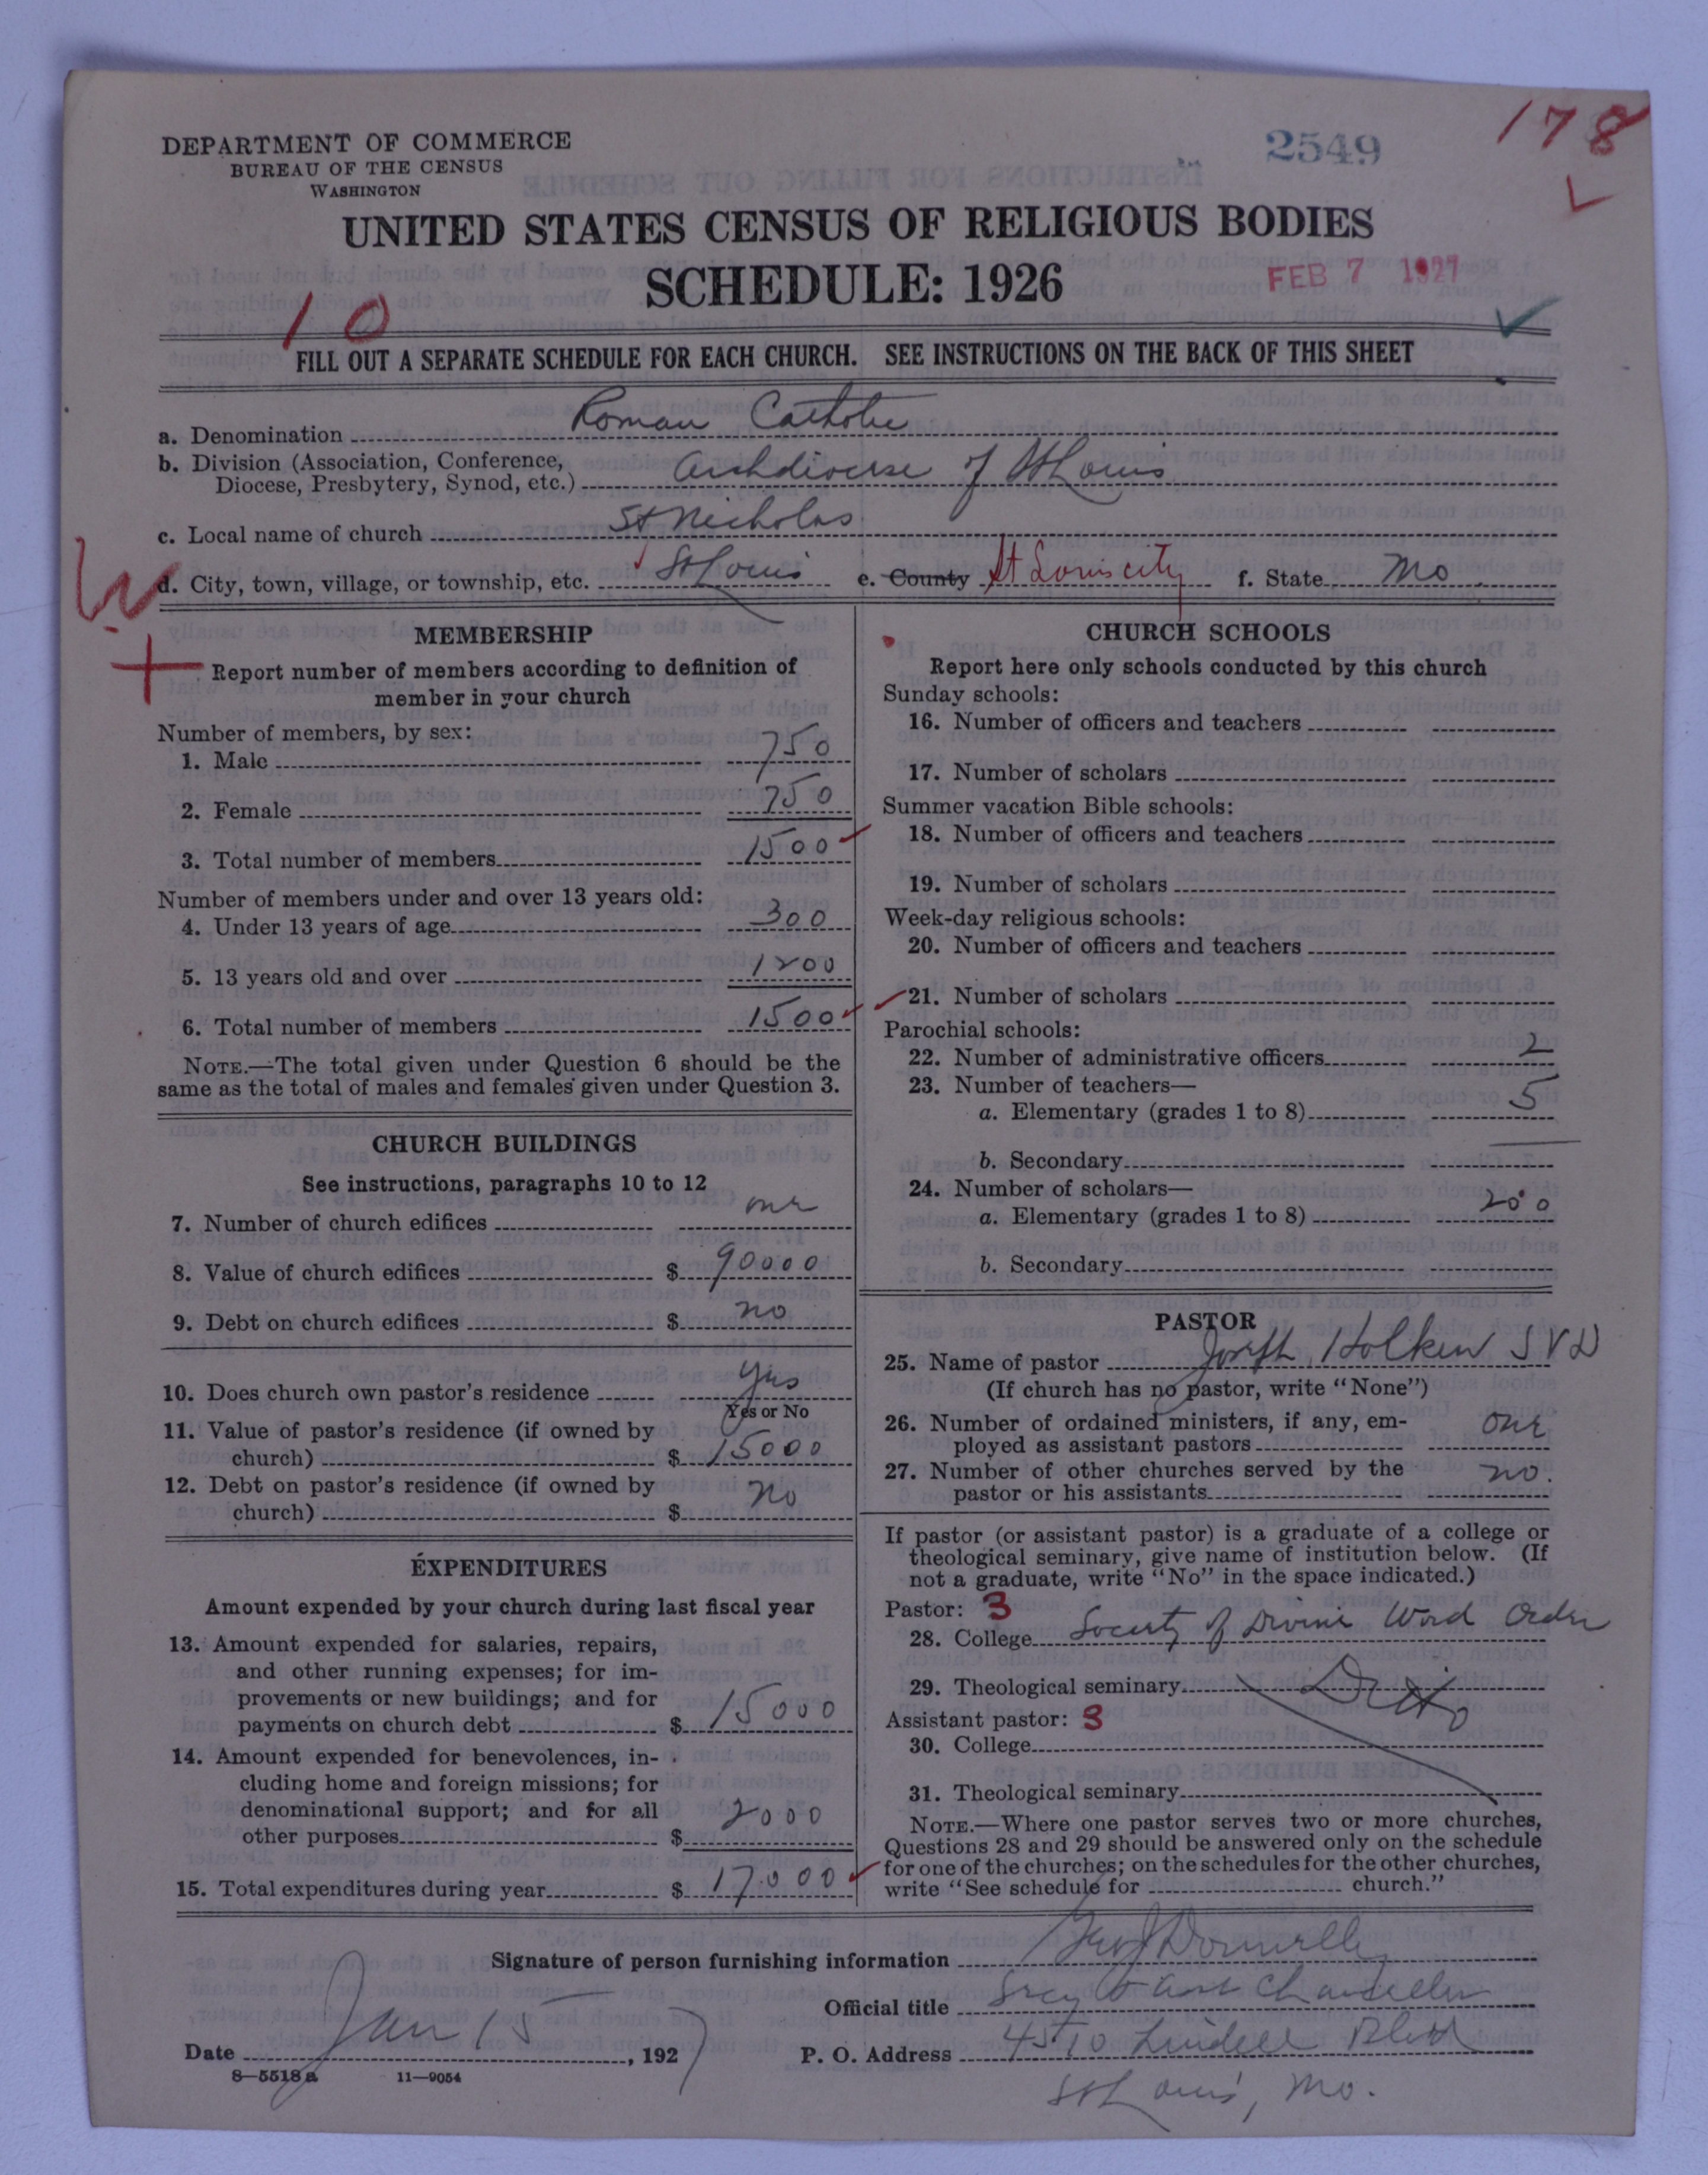 178
2549
DEPARTMENT OF COMMERCE
BUREAU OF THE CENSUS
WASHINGTON
UNITED STATES CENSUS OF RELIGIOUS BODIES
SCHEDULE: 1926
FEB 7 1927
10
FILL OUT A SEPARATE SCHEDULE FOR EACH CHURCH. SEE INSTRUCTIONS ON THE BACK OF THIS SHEET
a. Denomination Roman Catholic
b. Division (Association, Conference,
Diocese, Presbytery, Synod, etc.) Archdiocese of St Louis
c. Local name of church St Nicholas
d. City, town, village, or township, etc. St Louis e. County St Louis city f. State Mo
MEMBERSHIP
Report number of members according to definition of
member in your church
Number of members, by sex:
1. Male 750
2. Female 750
3. Total number of members 1500
Number of members under and over 13 years old:
4. Under 13 years of age 300
5. 13 years old and over 1200
6. Total number of members 1500
NOTE.—The total given under Question 6 should be the
same as the total of males and females given under Question 3.
CHURCH BUILDINGS
See instructions, paragraphs 10 to 12
7. Number of church edifices one
8. Value of church edifices $ 90000
9. Debt on church edifices $ no
10. Does church own pastor's residence yes
Yes or No
11. Value of pastor's residence (if owned by
church) $ 15000
12. Debt on pastor's residence (if owned by
church) $ no
EXPENDITURES
Amount expended by your church during last fiscal year
13. Amount expended for salaries, repairs,
and other running expenses; for im-
provements or new buildings; and for
payments on church debt $ 15000
14. Amount expended for benevolences, in-
cluding home and foreign missions; for
denominational support; and for all
other purposes $ 2000
15. Total expenditures during year $ 17.000
CHURCH SCHOOLS
Report here only schools conducted by this church
Sunday schools:
16. Number of officers and teachers
17. Number of scholars
Summer vacation Bible schools:
18. Number of officers and teachers
19. Number of scholars
Week-day religious schools:
20. Number of officers and teachers
21. Number of scholars
Parochial schools:
22. Number of administrative officers 2
23. Number of teachers—
a. Elementary (grades 1 to 8) 5
b. Secondary
24. Number of scholars—
a. Elementary (grades 1 to 8) 200
b. Secondary
PASTOR
25. Name of pastor Joseph Holken SVD
(If church has no pastor, write "None")
26. Number of ordained ministers, if any, em-
ployed as assistant pastors one
27. Number of other churches served by the
pastor or his assistants no.
If pastor (or assistant pastor) is a graduate of a college or
theological seminary, give name of institution below. (If
not a graduate, write "No" in the space indicated.)
Pastor: 3
28. College Society of Divine Word Order
29. Theological seminary Ditto
Assistant pastor: 3
30. College
31. Theological seminary
NOTE.—Where one pastor serves two or more churches,
Questions 28 and 29 should be answered only on the schedule
for one of the churches; on the schedules for the other churches,
write "See schedule for church."
Signature of person furnishing information Geo J Donnelly
Official title Secy & asst Chancellor
Date Jan 15, 1927 P. O. Address 4510 Lindell Blvd
8—5518a 11—9054
St Louis, Mo.